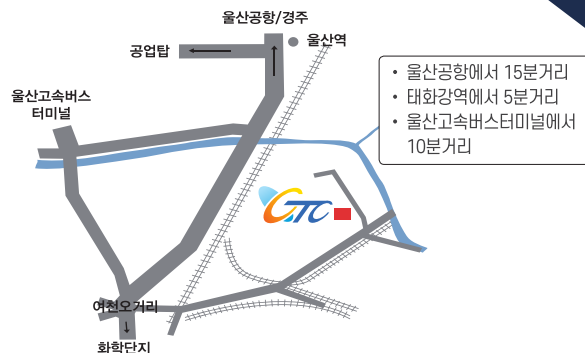 울산공항/경주
공업탑
울산역
울산고속버스
터미널
• 울산공항에서 15분거리
• 태화강역에서 5분거리
• 울산고속버스터미널에서
10분거리
GTC
여천오거리
화학단지